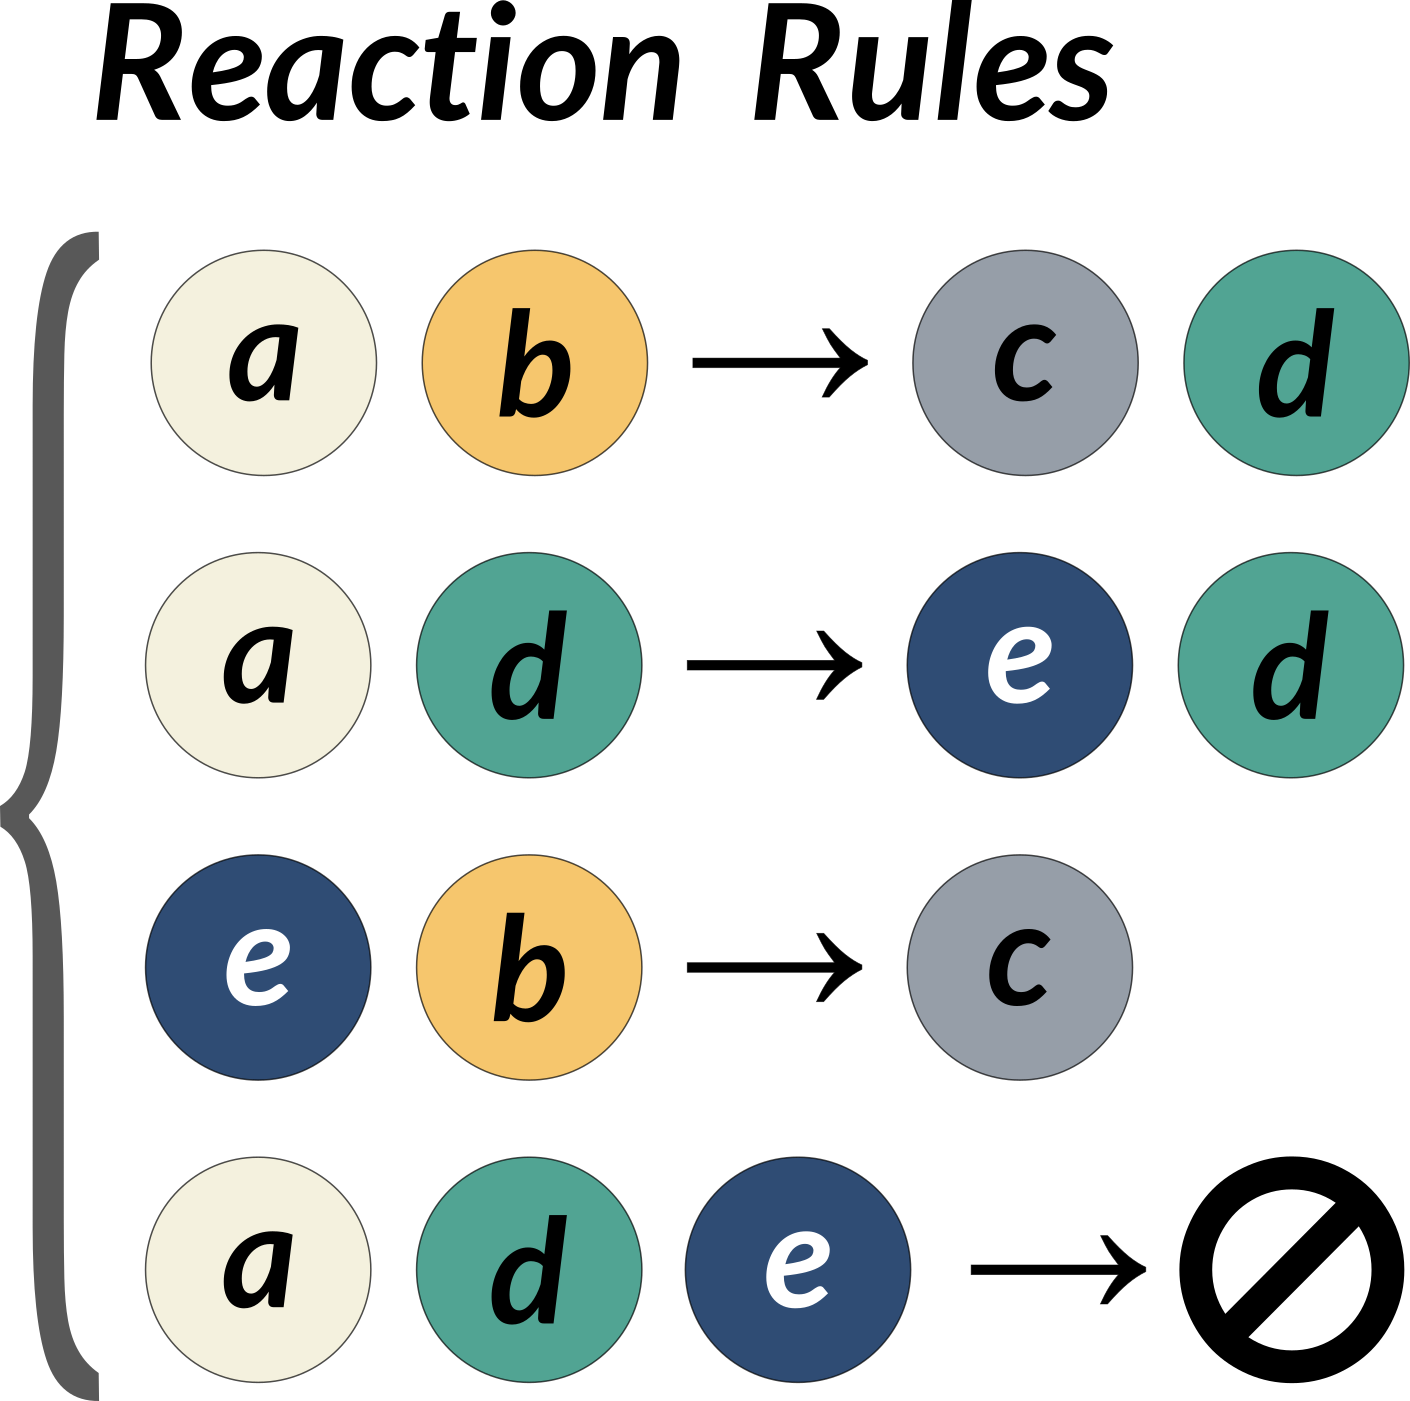 Reaction Rules
a b → c d
a d → e d
e b → c
a d e →